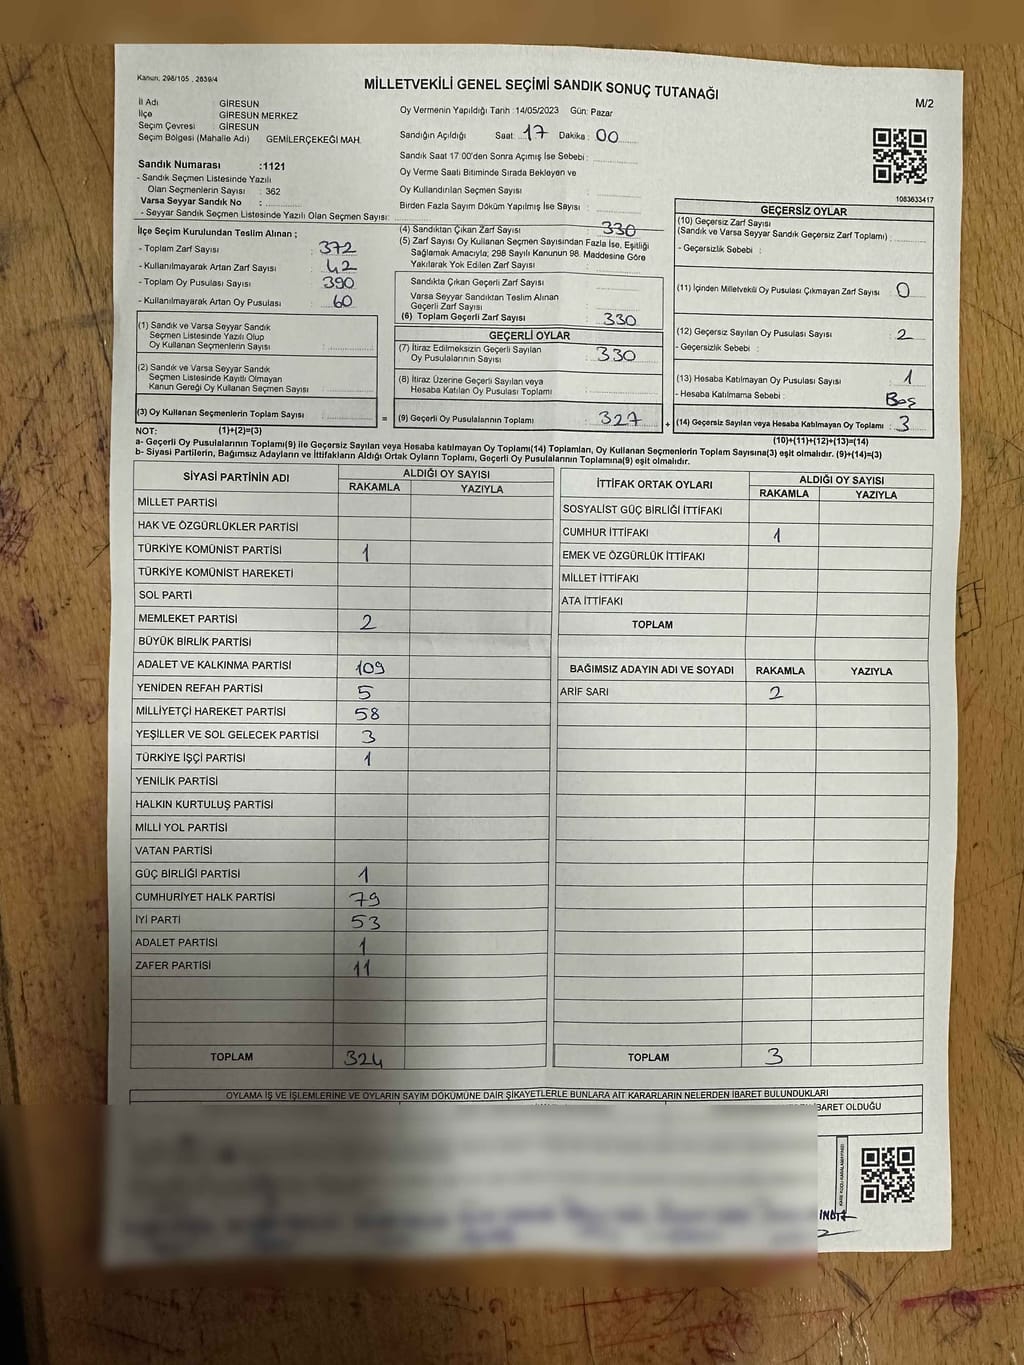 Kanun; 298/105 , 2839/4
MİLLETVEKİLİ GENEL SEÇİMİ SANDIK SONUÇ TUTANAĞI
M/2
İl Adı : GİRESUN
İlçe : GİRESUN MERKEZ
Seçim Çevresi : GİRESUN
Seçim Bölgesi (Mahalle Adı) GEMİLERÇEKEĞİ MAH.
Sandık Numarası :1121
- Sandık Seçmen Listesinde Yazılı
Olan Seçmenlerin Sayısı : 362
Varsa Seyyar Sandık No :
- Seyyar Sandık Seçmen Listesinde Yazılı Olan Seçmen Sayısı:
Oy Vermenin Yapıldığı Tarih :14/05/2023 Gün: Pazar
Sandığın Açıldığı Saat: 17 Dakika: 00
Sandık Saat 17:00'den Sonra Açımış İse Sebebi :
Oy Verme Saati Bitiminde Sırada Bekleyen ve
Oy Kullandırılan Seçmen Sayısı :
Birden Fazla Sayım Döküm Yapılmış İse Sayısı :
1083633417
İlçe Seçim Kurulundan Teslim Alınan ;
- Toplam Zarf Sayısı : 372
- Kullanılmayarak Artan Zarf Sayısı : 42
- Toplam Oy Pusulası Sayısı : 390
- Kullanılmayarak Artan Oy Pusulası : 60
(1) Sandık ve Varsa Seyyar Sandık
Seçmen Listesinde Yazılı Olup
Oy Kullanan Seçmenlerin Sayısı :
(2) Sandık ve Varsa Seyyar Sandık
Seçmen Listesinde Kayıtlı Olmayan
Kanun Gereği Oy Kullanan Seçmen Sayısı :
(3) Oy Kullanan Seçmenlerin Toplam Sayısı :
(4) Sandıktan Çıkan Zarf Sayısı : 330
(5) Zarf Sayısı Oy Kullanan Seçmen Sayısından Fazla İse, Eşitliği
Sağlamak Amacıyla; 298 Sayılı Kanunun 98. Maddesine Göre
Yakılarak Yok Edilen Zarf Sayısı :
Sandıkta Çıkan Geçerli Zarf Sayısı :
Varsa Seyyar Sandıktan Teslim Alınan
Geçerli Zarf Sayısı :
(6) Toplam Geçerli Zarf Sayısı : 330
GEÇERLİ OYLAR
(7) İtiraz Edilmeksizin Geçerli Sayılan
Oy Pusulalarının Sayısı : 330
(8) İtiraz Üzerine Geçerli Sayılan veya
Hesaba Katılan Oy Pusulası Toplamı :
= (9) Geçerli Oy Pusulalarının Toplamı : 327
GEÇERSİZ OYLAR
(10) Geçersiz Zarf Sayısı
(Sandık ve Varsa Seyyar Sandık Geçersiz Zarf Toplamı) :
- Geçersizlik Sebebi :
(11) İçinden Milletvekili Oy Pusulası Çıkmayan Zarf Sayısı : 0
(12) Geçersiz Sayılan Oy Pusulası Sayısı : 2
- Geçersizlik Sebebi :
(13) Hesaba Katılmayan Oy Pusulası Sayısı : 1
- Hesaba Katılmama Sebebi : Boş
+ (14) Geçersiz Sayılan veya Hesaba Katılmayan Oy Toplamı : 3
NOT: (1)+(2)=(3) (10)+(11)+(12)+(13)=(14)
a- Geçerli Oy Pusulalarının Toplamı(9) ile Geçersiz Sayılan veya Hesaba katılmayan Oy Toplamı(14) Toplamları, Oy Kullanan Seçmenlerin Toplam Sayısına(3) eşit olmalıdır. (9)+(14)=(3)
b- Siyasi Partilerin, Bağımsız Adayların ve İttifakların Aldığı Ortak Oyların Toplamı, Geçerli Oy Pusulalarının Toplamına(9) eşit olmalıdır.
SİYASİ PARTİNİN ADI ALDIĞI OY SAYISI
RAKAMLA YAZIYLA
MİLLET PARTİSİ
HAK VE ÖZGÜRLÜKLER PARTİSİ
TÜRKİYE KOMÜNİST PARTİSİ 1
TÜRKİYE KOMÜNİST HAREKETİ
SOL PARTİ
MEMLEKET PARTİSİ 2
BÜYÜK BİRLİK PARTİSİ
ADALET VE KALKINMA PARTİSİ 109
YENİDEN REFAH PARTİSİ 5
MİLLİYETÇİ HAREKET PARTİSİ 58
YEŞİLLER VE SOL GELECEK PARTİSİ 3
TÜRKİYE İŞÇİ PARTİSİ 1
YENİLİK PARTİSİ
HALKIN KURTULUŞ PARTİSİ
MİLLİ YOL PARTİSİ
VATAN PARTİSİ
GÜÇ BİRLİĞİ PARTİSİ 1
CUMHURİYET HALK PARTİSİ 79
İYİ PARTİ 53
ADALET PARTİSİ 1
ZAFER PARTİSİ 11
TOPLAM 324
İTTİFAK ORTAK OYLARI ALDIĞI OY SAYISI
RAKAMLA YAZIYLA
SOSYALİST GÜÇ BİRLİĞİ İTTİFAKI
CUMHUR İTTİFAKI 1
EMEK VE ÖZGÜRLÜK İTTİFAKI
MİLLET İTTİFAKI
ATA İTTİFAKI
TOPLAM
BAĞIMSIZ ADAYIN ADI VE SOYADI RAKAMLA YAZIYLA
ARİF SARI 2
TOPLAM 3
OYLAMA İŞ VE İŞLEMLERİNE VE OYLARIN SAYIM DÖKÜMÜNE DAİR ŞİKAYETLERLE BUNLARA AİT KARARLARIN NELERDEN İBARET BULUNDUKLARI
İBARET OLDUĞU